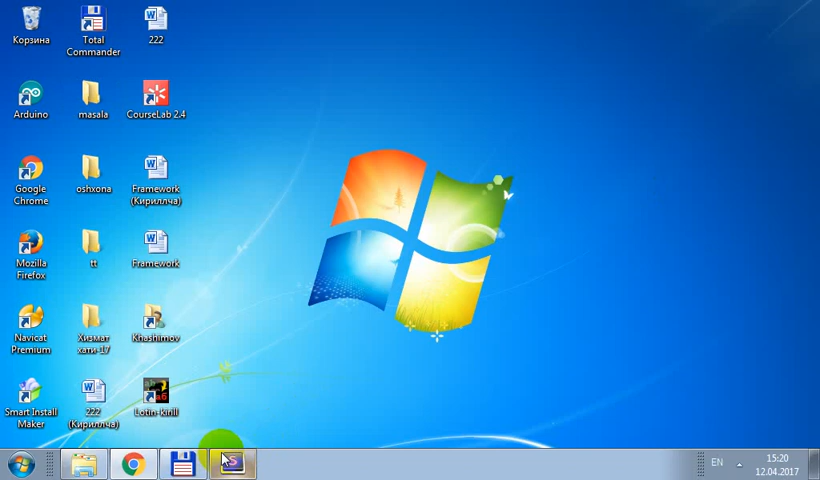 Корзина
Total
Commander
222
Arduino
masala
CourseLab 2.4
Google
Chrome
oshxona
Framework
(Кириллча)
Mozilla
Firefox
tt
Framework
Navicat
Premium
Хизмат
хати-17
Khashimov
Smart Install
Maker
222
(Кириллча)
Lotin-kirill
EN
15:20
12.04.2017